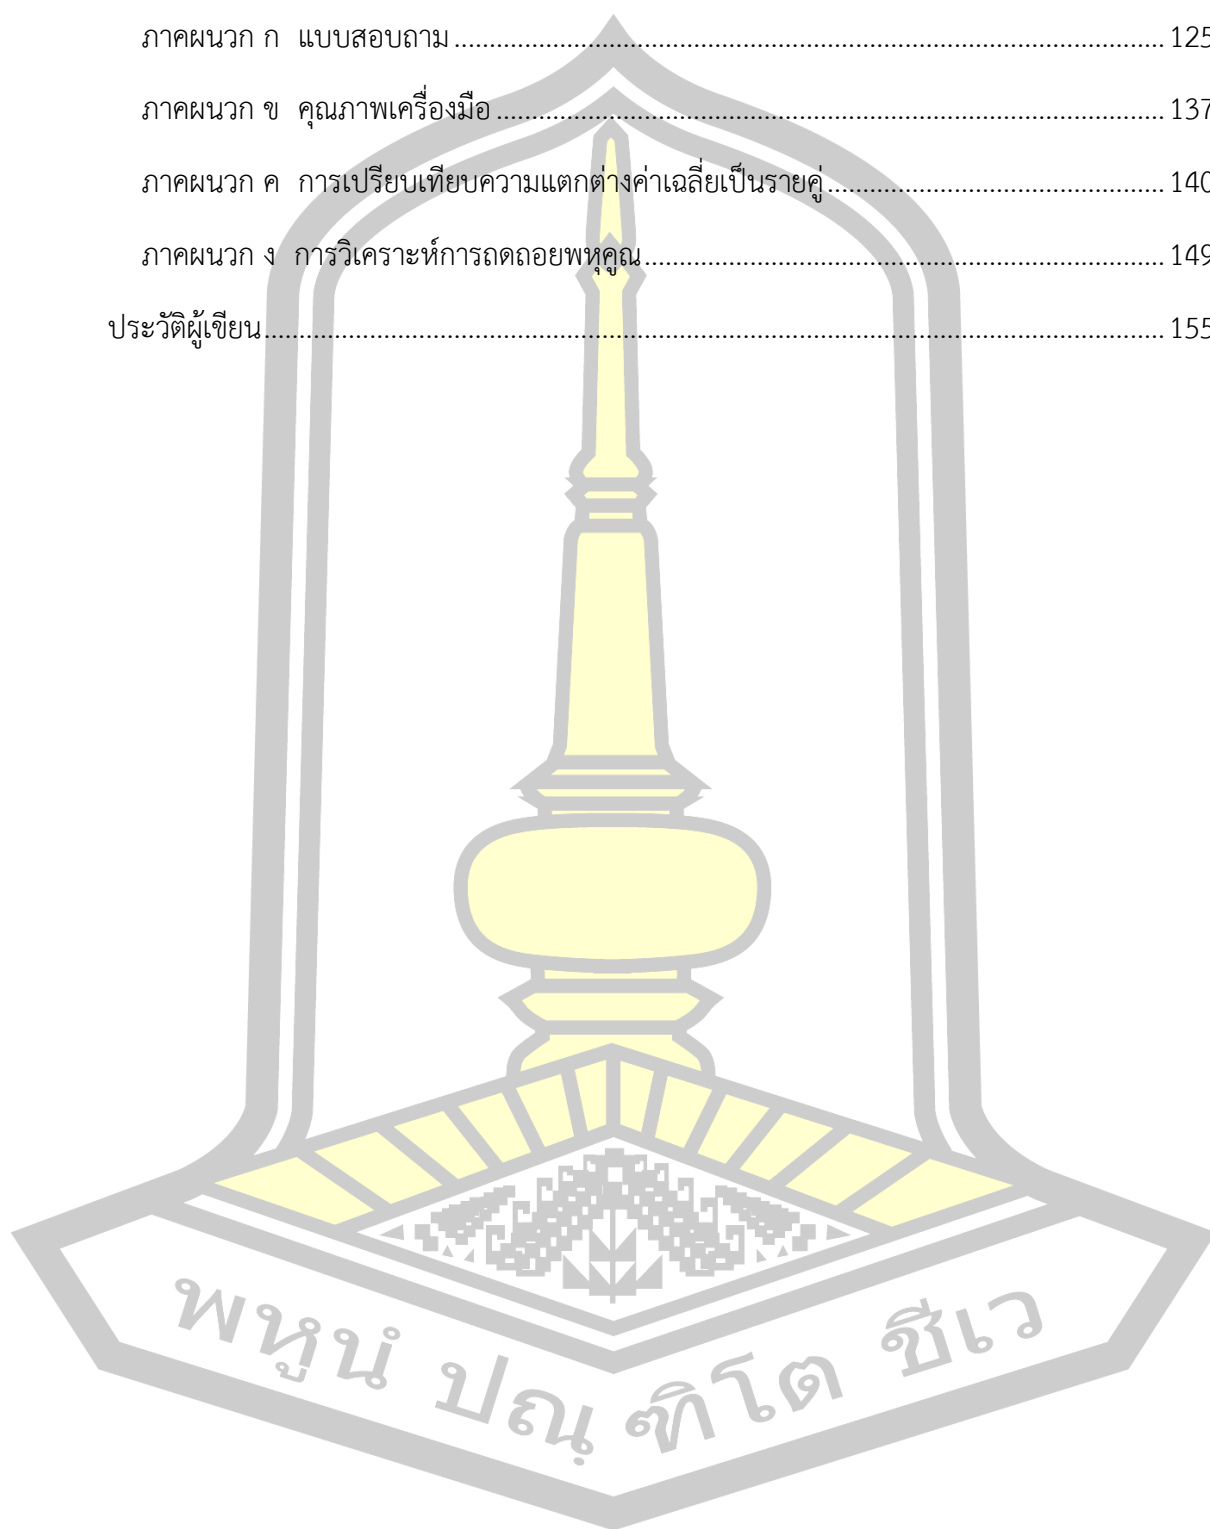 ภาคผนวก ก แบบสอบถาม .................................................................................... 125
ภาคผนวก ข คุณภาพเครื่องมือ ............................................................................... 137
ภาคผนวก ค การเปรียบเทียบความแตกต่างค่าเฉลี่ยเป็นรายคู่ ........................................ 140
ภาคผนวก ง การวิเคราะห์การถดถอยพหุคูณ .............................................................. 149
ประวัติผู้เขียน ........................................................................................................... 155
พหูนํ ปณฺ ฑิโต ชีเว